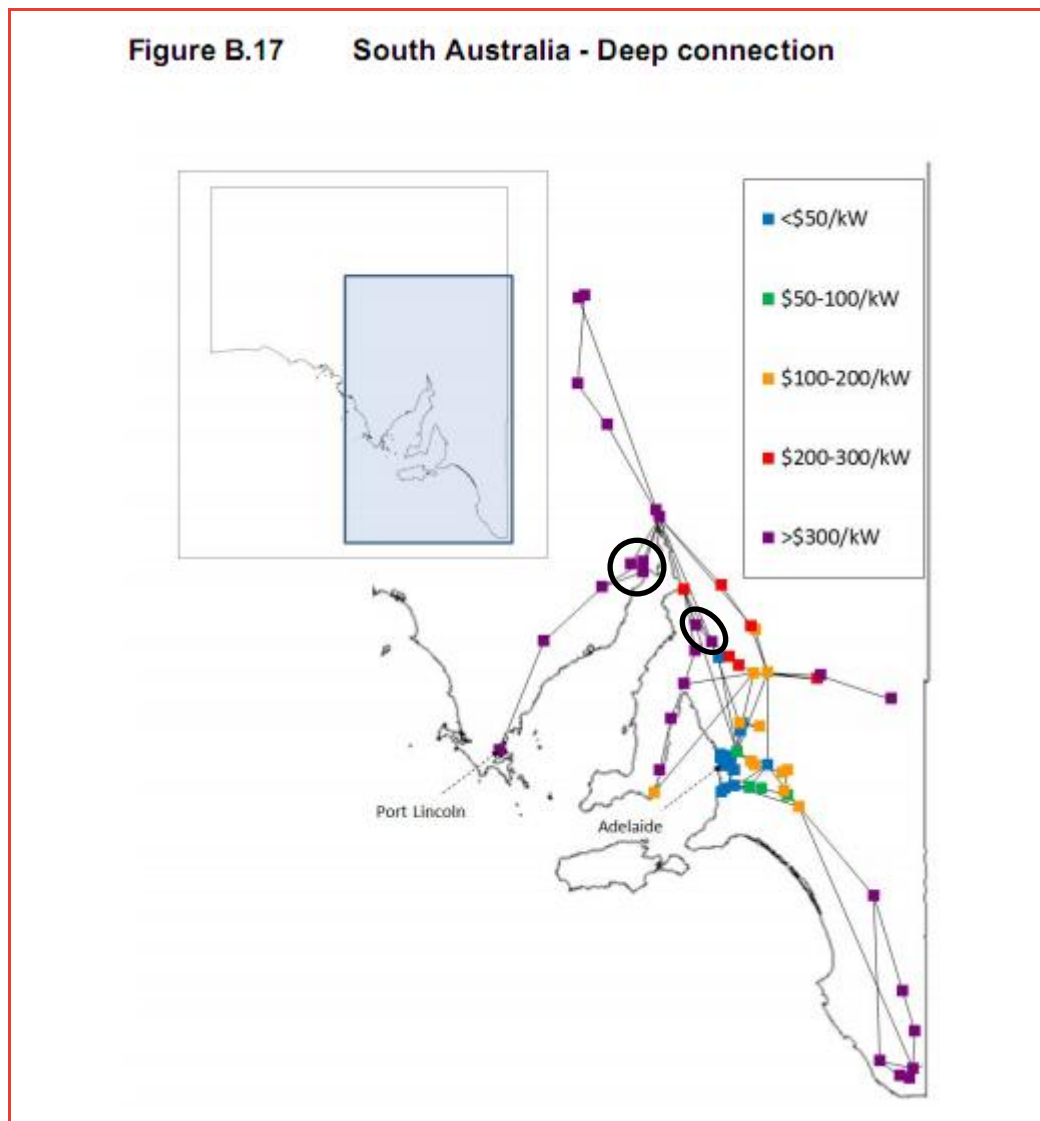 Figure B.17 South Australia - Deep connection
<$50/kW
$50-100/kW
$100-200/kW
$200-300/kW
>$300/kW
Port Lincoln
Adelaide